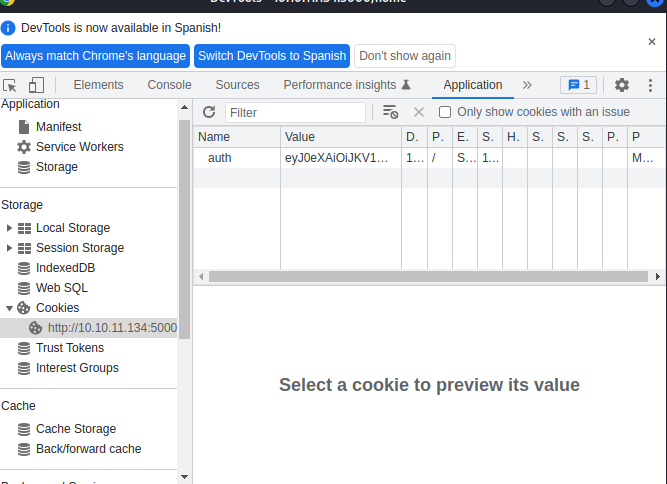 DevTools is now available in Spanish!
Always match Chrome's language Switch DevTools to Spanish Don't show again
Elements Console Sources Performance insights Application 1
Application
Manifest
Service Workers
Storage
Storage
Local Storage
Session Storage
IndexedDB
Web SQL
Cookies
http://10.10.11.134:5000
Trust Tokens
Interest Groups
Cache
Cache Storage
Back/forward cache
Filter Only show cookies with an issue
Name Value D. P. E. S. H. S. S. S. P. P
auth eyJ0eXAiOiJKV1... 1... / S... 1... M...
Select a cookie to preview its value